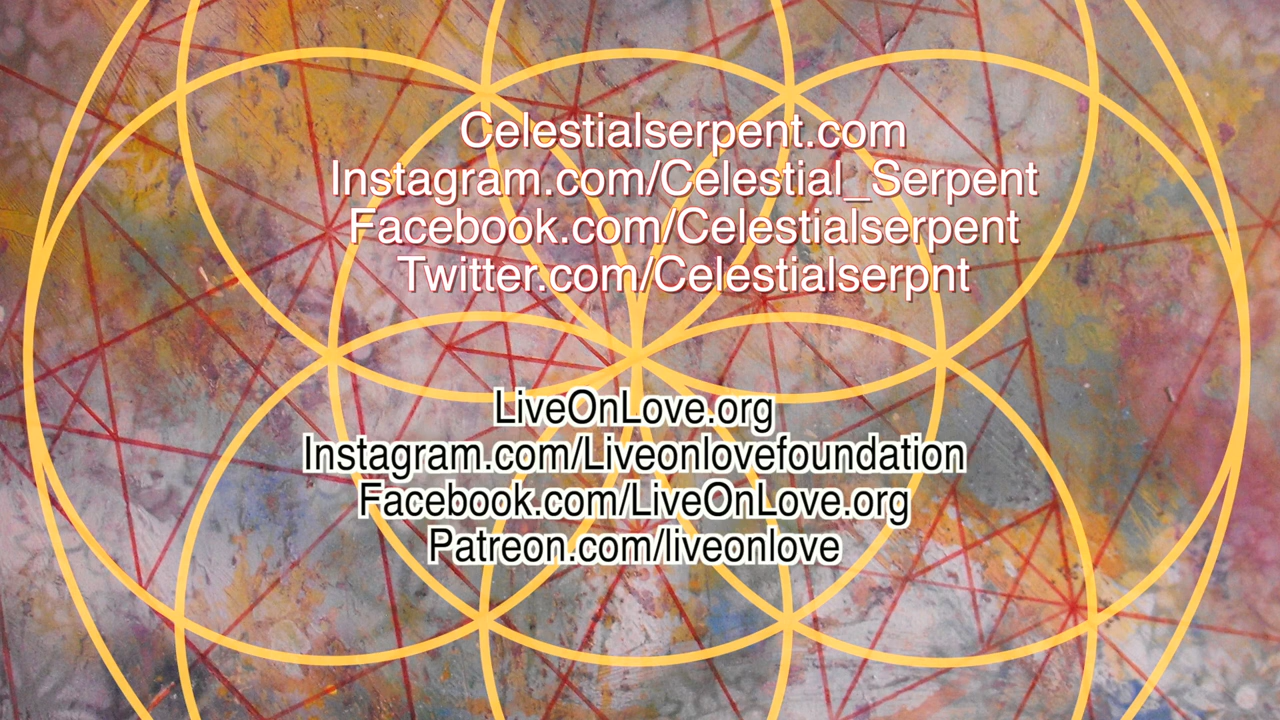 Celestialserpent.com
Instagram.com/Celestial_Serpent
Facebook.com/Celestialserpent
Twitter.com/Celestialserpnt
LiveOnLove.org
Instagram.com/Liveonlovefoundation
Facebook.com/LiveOnLove.org
Patreon.com/liveonlove